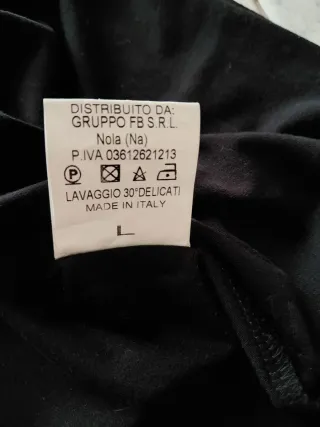 DISTRIBUITO DA:
GRUPPO FB S.R.L.
Nola (Na)
P.IVA 03612621213
P
LAVAGGIO 30°DELICATI
MADE IN ITALY
L